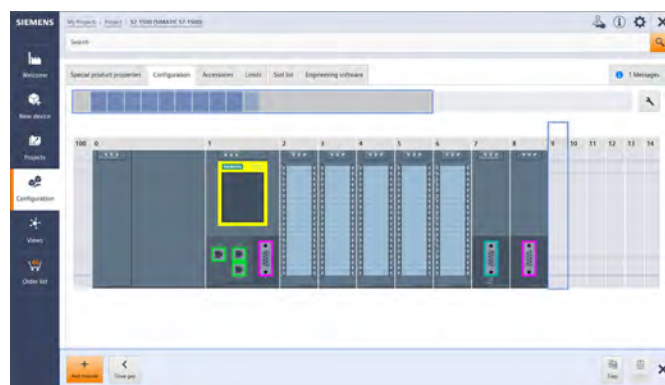 SIEMENS
My Projects › Project › S7-1500 (SIMATIC S7-1500)
Search
Welcome
Special product properties Configuration Accessories Limits Slot list Engineering software
1 Messages
New device
Projects
100 0 1 2 3 4 5 6 7 8 9 10 11 12 13 14
SIEMENS
Configuration
Views
Order list
Add module
Close gap
Copy